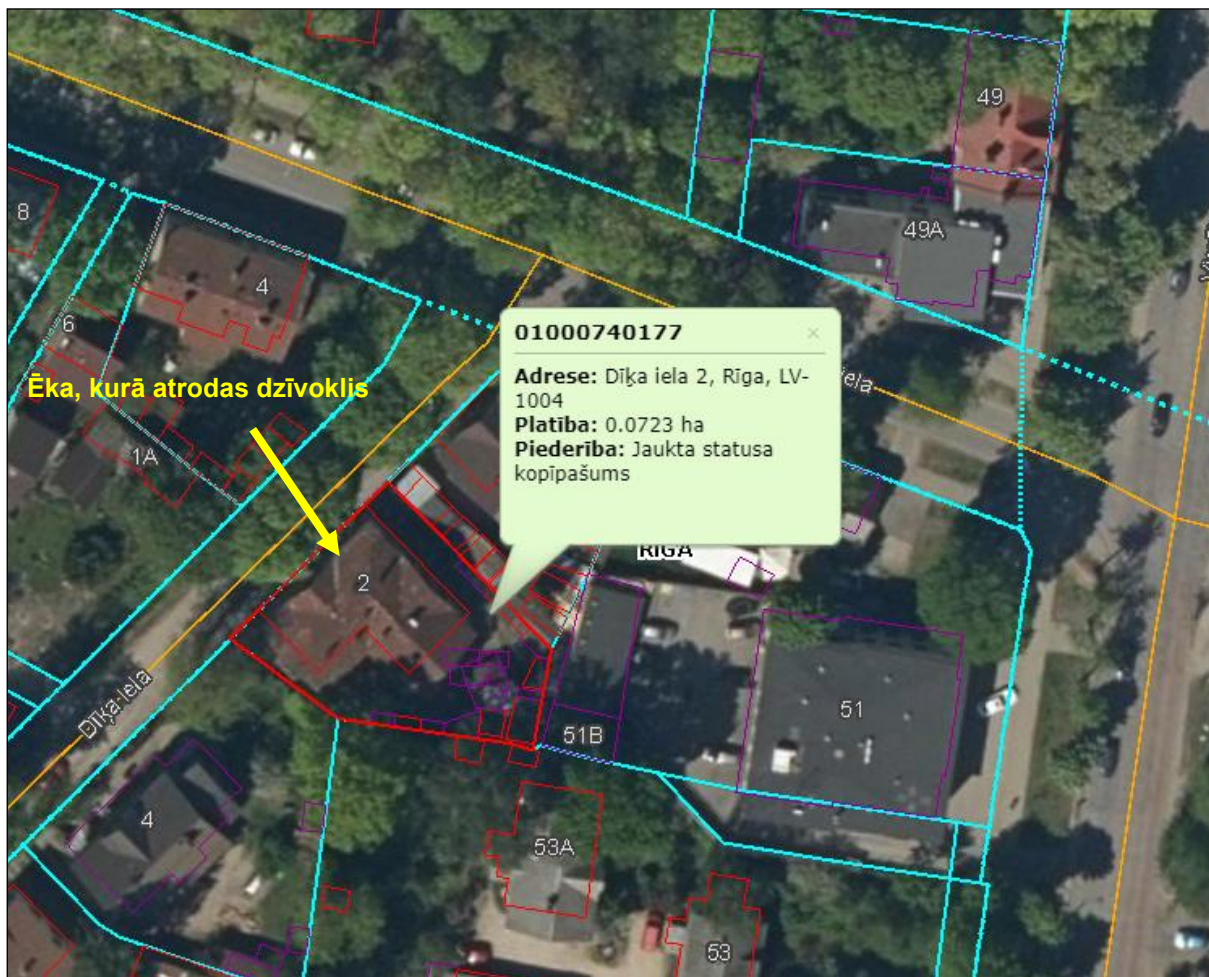 49
49A
8
4
6
Ēka, kurā atrodas dzīvoklis
1A
01000740177
×
Adrese: Dīķa iela 2, Rīga, LV-
1004
Platība: 0.0723 ha
Piederība: Jaukta statusa
kopīpašums
iela
RĪGA
2
Dīķa iela
51
51B
4
53A
53